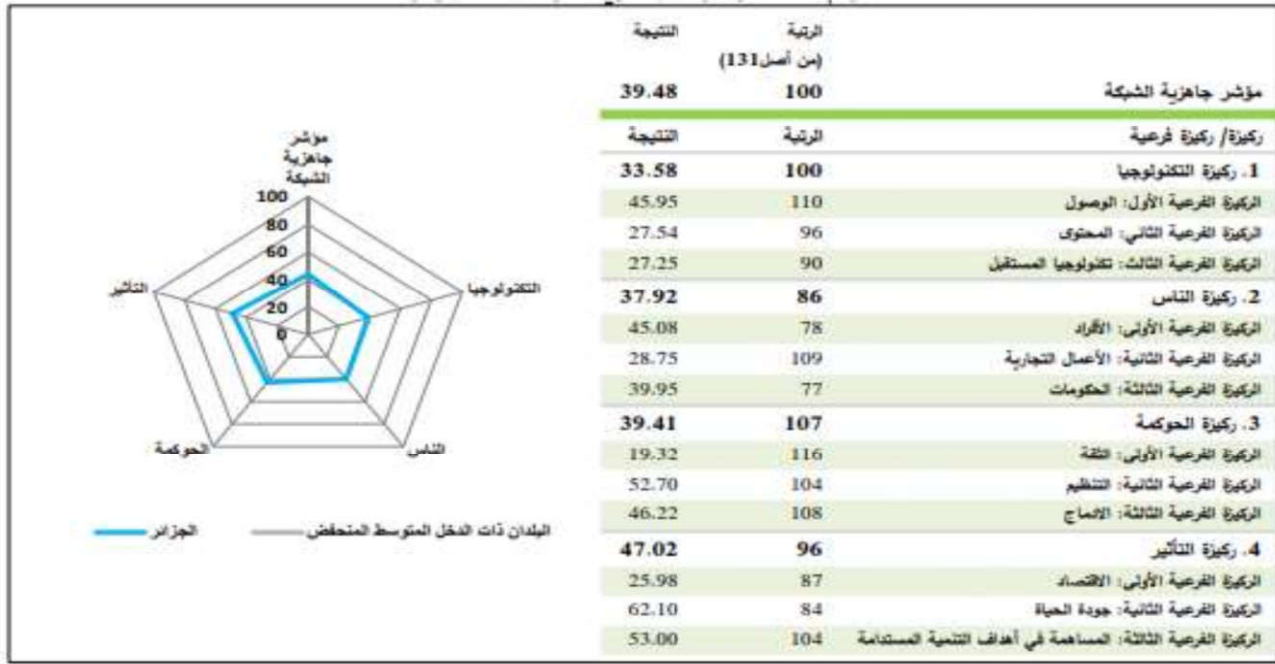 الرتبة النتيجة
(من أصل131)
مؤشر جاهزية الشبكة 100 39.48
ركيزة/ ركيزة فرعية الرتبة النتيجة
1. ركيزة التكنولوجيا 100 33.58
الركيزة الفرعية الأول: الوصول 110 45.95
الركيزة الفرعية الثاني: المحتوى 96 27.54
الركيزة الفرعية الثالث: تكنولوجيا المستقبل 90 27.25
2. ركيزة الناس 86 37.92
الركيزة الفرعية الأولى: الأفراد 78 45.08
الركيزة الفرعية الثانية: الأعمال التجارية 109 28.75
الركيزة الفرعية الثالثة: الحكومات 77 39.95
3. ركيزة الحوكمة 107 39.41
الركيزة الفرعية الأولى: الثقة 116 19.32
الركيزة الفرعية الثانية: التنظيم 104 52.70
الركيزة الفرعية الثالثة: الادماج 108 46.22
4. ركيزة التأثير 96 47.02
الركيزة الفرعية الأولى: الاقتصاد 87 25.98
الركيزة الفرعية الثانية: جودة الحياة 84 62.10
الركيزة الفرعية الثالثة: المساهمة في أهداف التنمية المستدامة 104 53.00
مؤشر
جاهزية
الشبكة
100
80
60
40
20
0
التكنولوجيا
التأثير
الناس
الحوكمة
البلدان ذات الدخل المتوسط المنخفض
الجزائر